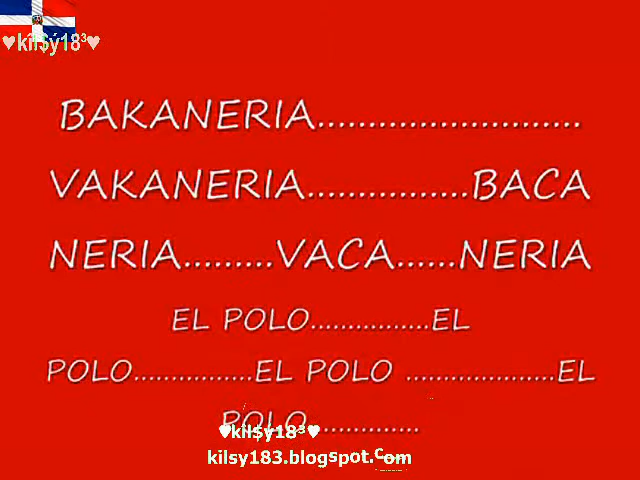 ♥kil$ý18³♥
BAKANERIA..........................
VAKANERIA................BACA
NERIA.........VACA......NERIA
EL POLO................EL
POLO................EL POLO ....................EL
POLO...............
♥kil$y18³♥
kilsy183.blogspot.com